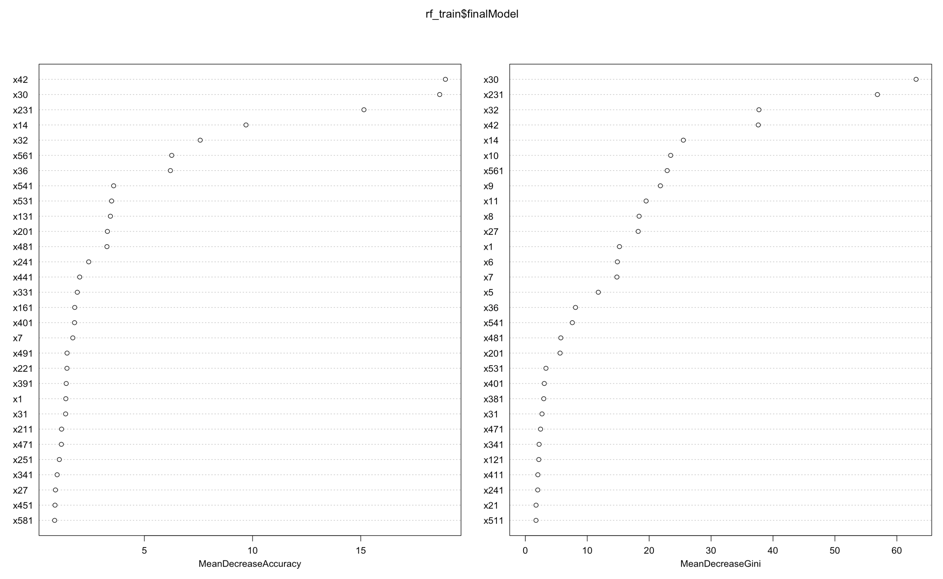 rf_train$finalModel
x42
x30
x231
x14
x32
x561
x36
x541
x531
x131
x201
x481
x241
x441
x331
x161
x401
x7
x491
x221
x391
x1
x31
x211
x471
x251
x341
x27
x451
x581
5 10 15
MeanDecreaseAccuracy
x30
x231
x32
x42
x14
x10
x561
x9
x11
x8
x27
x1
x6
x7
x5
x36
x541
x481
x201
x531
x401
x381
x31
x471
x341
x121
x411
x241
x21
x511
0 10 20 30 40 50 60
MeanDecreaseGini